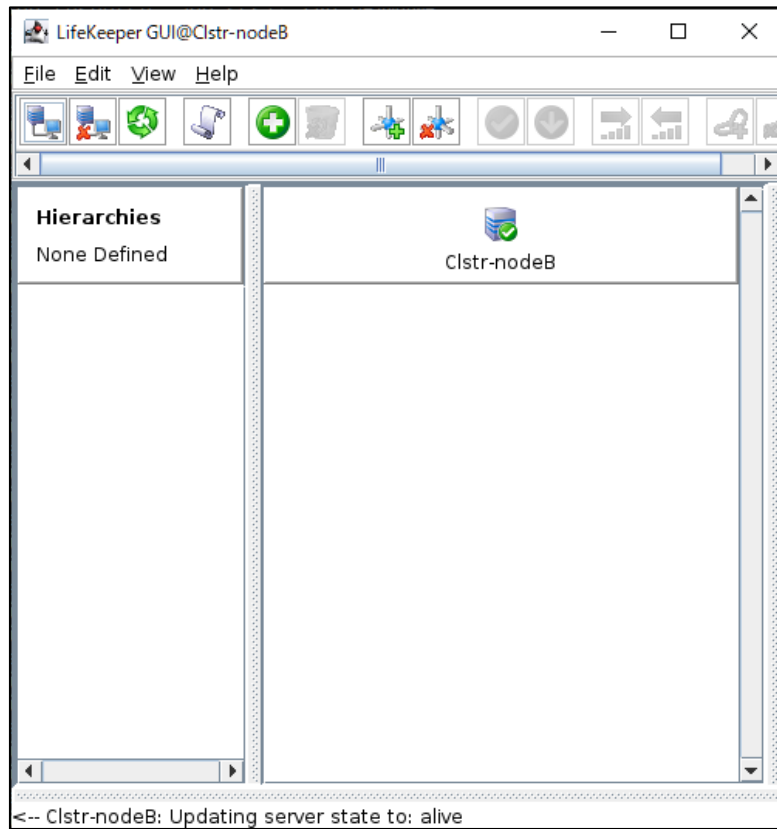 LifeKeeper GUI@Clstr-nodeB
File Edit View Help
Hierarchies
None Defined
Clstr-nodeB
<-- Clstr-nodeB: Updating server state to: alive